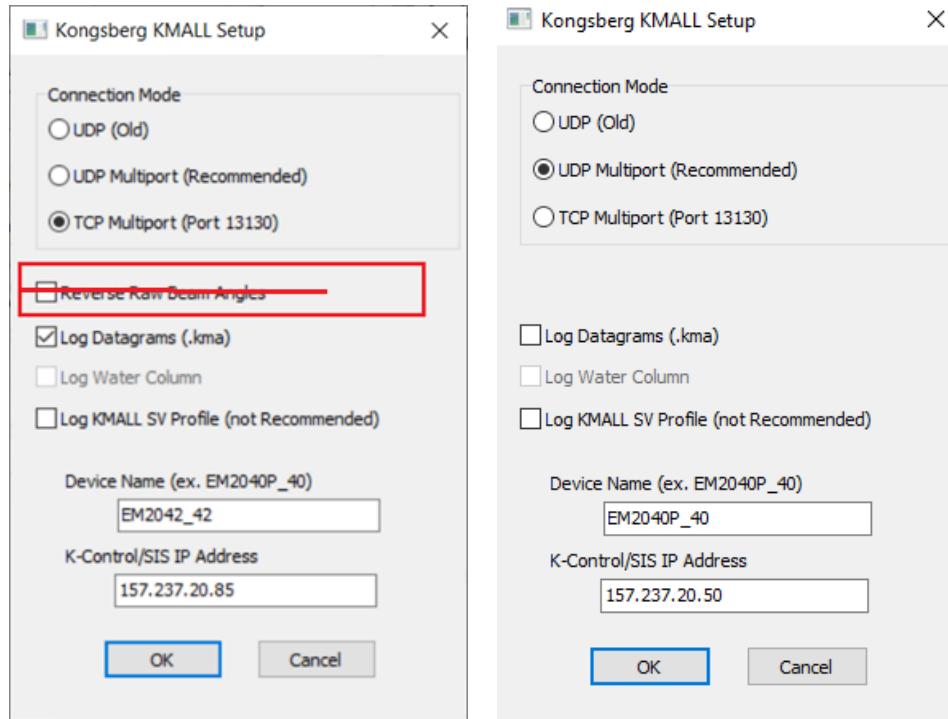 Kongsberg KMALL Setup
Connection Mode
UDP (Old)
UDP Multiport (Recommended)
TCP Multiport (Port 13130)
Reverse Raw Beam Angles
Log Datagrams (.kma)
Log Water Column
Log KMALL SV Profile (not Recommended)
Device Name (ex. EM2040P_40)
EM2042_42
K-Control/SIS IP Address
157.237.20.85
OK
Cancel
Kongsberg KMALL Setup
Connection Mode
UDP (Old)
UDP Multiport (Recommended)
TCP Multiport (Port 13130)
Log Datagrams (.kma)
Log Water Column
Log KMALL SV Profile (not Recommended)
Device Name (ex. EM2040P_40)
EM2040P_40
K-Control/SIS IP Address
157.237.20.50
OK
Cancel